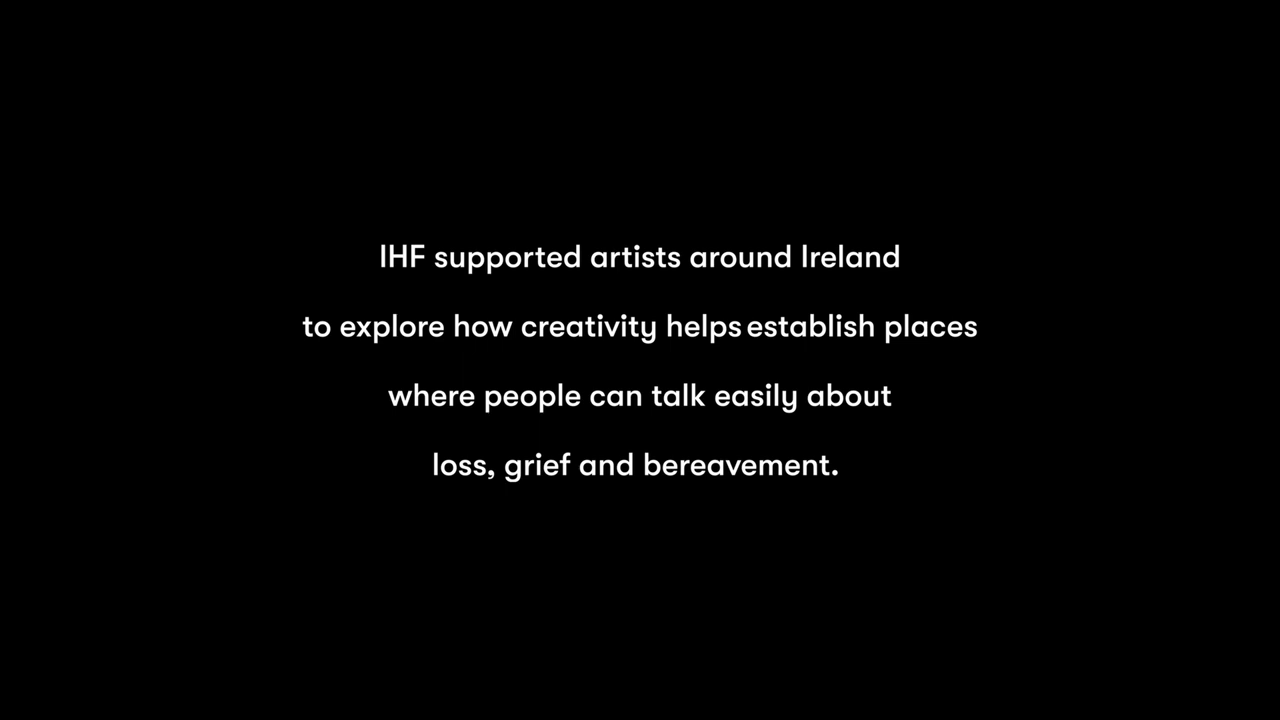 IHF supported artists around Ireland
to explore how creativity helps establish places
where people can talk easily about
loss, grief and bereavement.